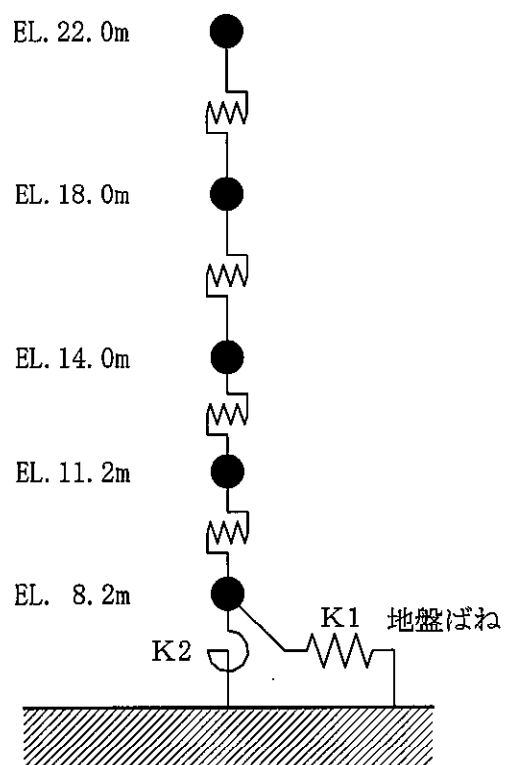 EL. 22. 0m
EL. 18. 0m
EL. 14. 0m
EL. 11. 2m
EL. 8. 2m
K1 地盤ばね
K2